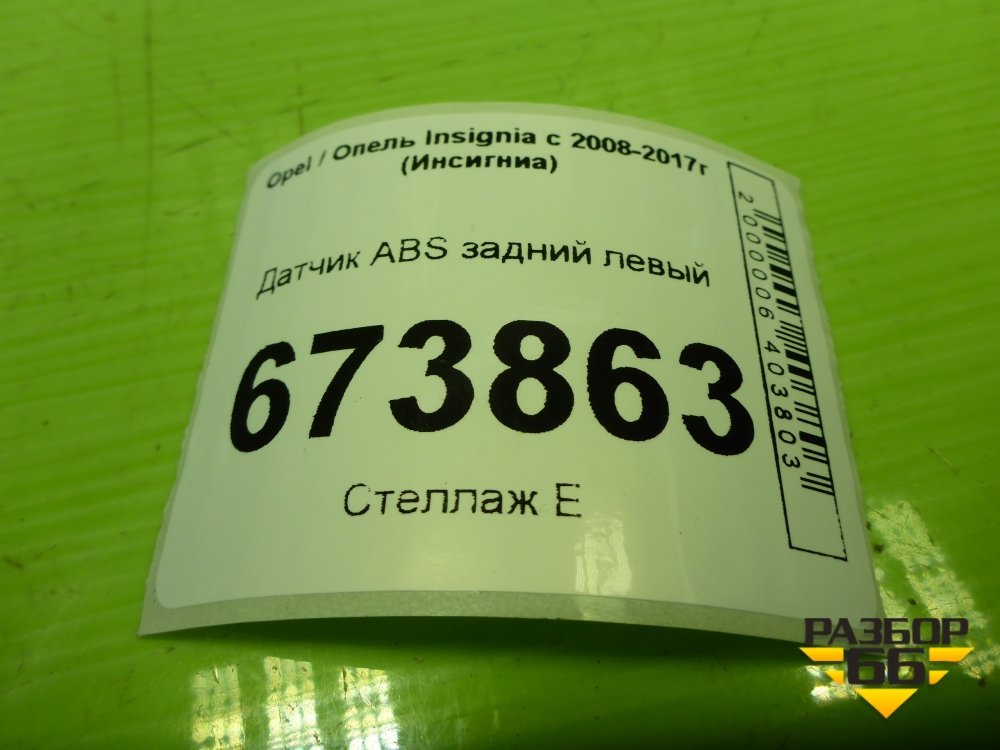 Opel / Опель Insignia с 2008-2017г
(Инсигниа)
Датчик ABS задний левый
673863
Стеллаж Е
2000006403803
РАЗБОР
66